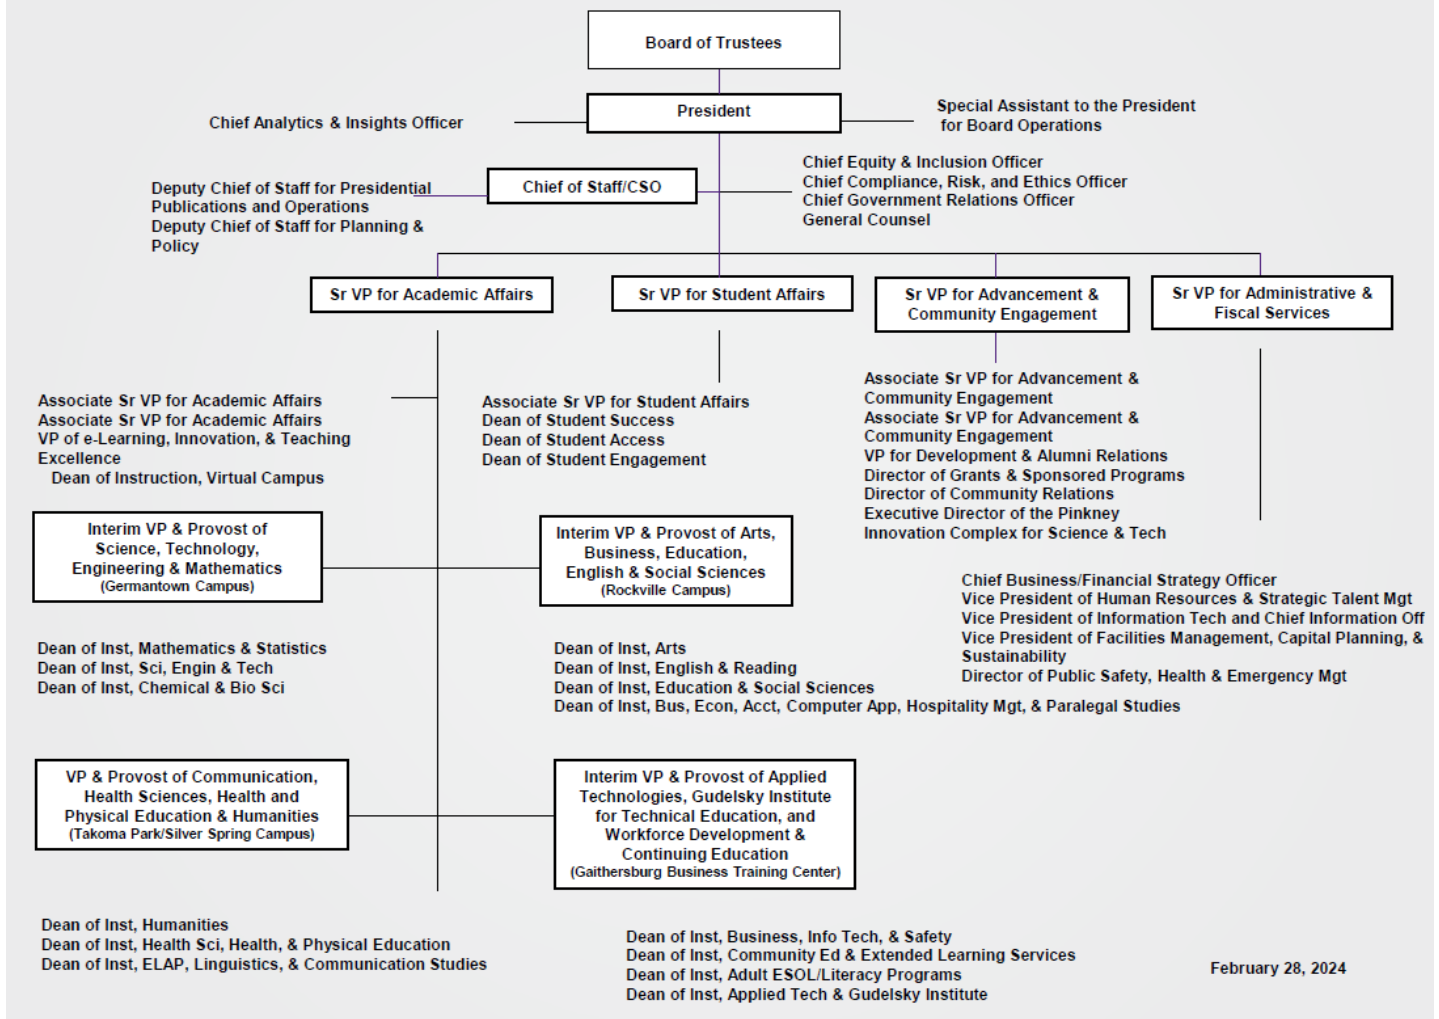 Board of Trustees
President
Chief Analytics & Insights Officer
Special Assistant to the President
for Board Operations
Chief of Staff/CSO
Deputy Chief of Staff for Presidential
Publications and Operations
Deputy Chief of Staff for Planning &
Policy
Chief Equity & Inclusion Officer
Chief Compliance, Risk, and Ethics Officer
Chief Government Relations Officer
General Counsel
Sr VP for Academic Affairs
Sr VP for Student Affairs
Sr VP for Advancement &
Community Engagement
Sr VP for Administrative &
Fiscal Services
Associate Sr VP for Academic Affairs
Associate Sr VP for Academic Affairs
VP of e-Learning, Innovation, & Teaching
Excellence
Dean of Instruction, Virtual Campus
Associate Sr VP for Student Affairs
Dean of Student Success
Dean of Student Access
Dean of Student Engagement
Associate Sr VP for Advancement &
Community Engagement
Associate Sr VP for Advancement &
Community Engagement
VP for Development & Alumni Relations
Director of Grants & Sponsored Programs
Director of Community Relations
Executive Director of the Pinkney
Innovation Complex for Science & Tech
Interim VP & Provost of
Science, Technology,
Engineering & Mathematics
(Germantown Campus)
Interim VP & Provost of Arts,
Business, Education,
English & Social Sciences
(Rockville Campus)
Chief Business/Financial Strategy Officer
Vice President of Human Resources & Strategic Talent Mgt
Vice President of Information Tech and Chief Information Off
Vice President of Facilities Management, Capital Planning, &
Sustainability
Director of Public Safety, Health & Emergency Mgt
Dean of Inst, Mathematics & Statistics
Dean of Inst, Sci, Engin & Tech
Dean of Inst, Chemical & Bio Sci
Dean of Inst, Arts
Dean of Inst, English & Reading
Dean of Inst, Education & Social Sciences
Dean of Inst, Bus, Econ, Acct, Computer App, Hospitality Mgt, & Paralegal Studies
VP & Provost of Communication,
Health Sciences, Health and
Physical Education & Humanities
(Takoma Park/Silver Spring Campus)
Interim VP & Provost of Applied
Technologies, Gudelsky Institute
for Technical Education, and
Workforce Development &
Continuing Education
(Gaithersburg Business Training Center)
Dean of Inst, Humanities
Dean of Inst, Health Sci, Health, & Physical Education
Dean of Inst, ELAP, Linguistics, & Communication Studies
Dean of Inst, Business, Info Tech, & Safety
Dean of Inst, Community Ed & Extended Learning Services
Dean of Inst, Adult ESOL/Literacy Programs
Dean of Inst, Applied Tech & Gudelsky Institute
February 28, 2024